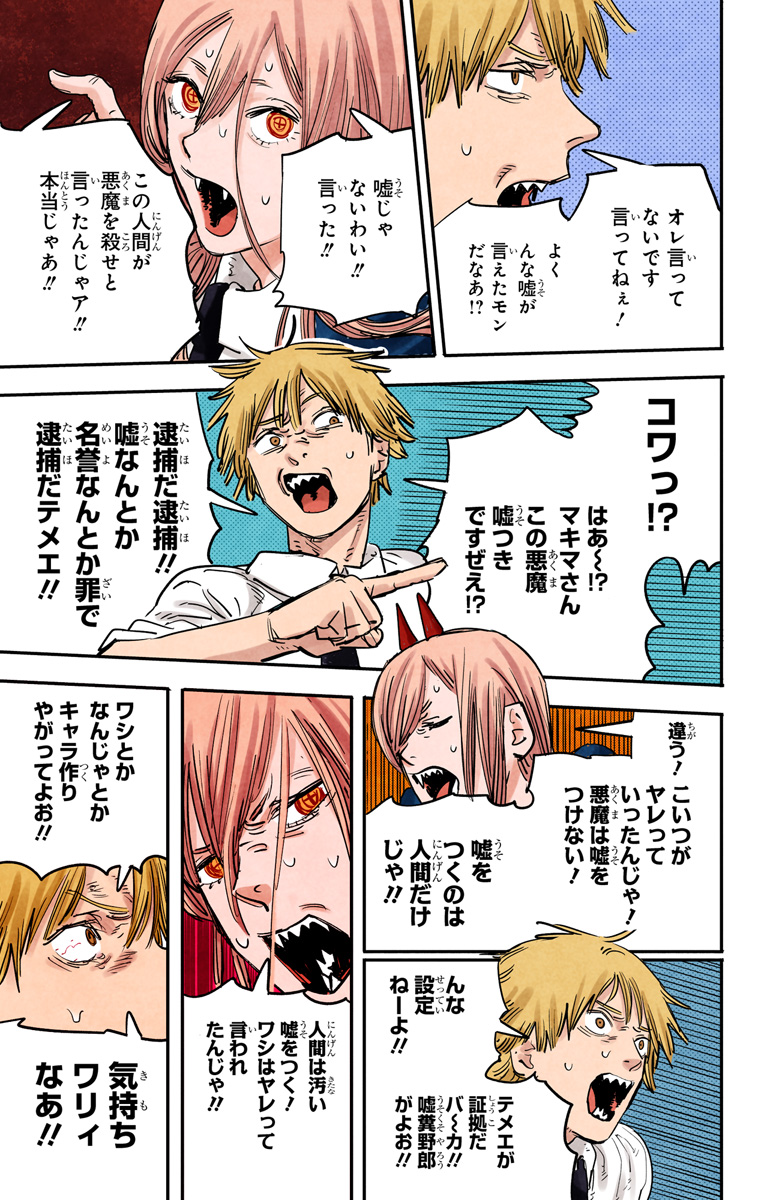 オレ言って
ないです
言ってねぇ！
よく
んな嘘が
言えたモン
だなあ!?
嘘じゃ
ないわい!!
言った!!
この人間が
悪魔を殺せと
言ったんじゃア!!
本当じゃあ!!
コワっ!?
はあ〜!?
マキマさん
この悪魔
嘘つき
ですぜえ!?
逮捕だ逮捕!!
嘘なんとか
名誉なんとか罪で
逮捕だテメエ!!
違う！
こいつが
ヤレって
いったんじゃ！
悪魔は嘘を
つけない！
嘘を
つくのは
人間だけ
じゃ!!
んな
設定
ねーよ!!
テメエが
証拠だ
バ〜カ!!
嘘糞野郎
がよお!!
人間は汚い
嘘をつく！
ワシはヤレって
言われ
たんじゃ!!
ワシとか
なんじゃとか
キャラ作り
やがってよお!!
気持ち
ワリィ
なあ!!